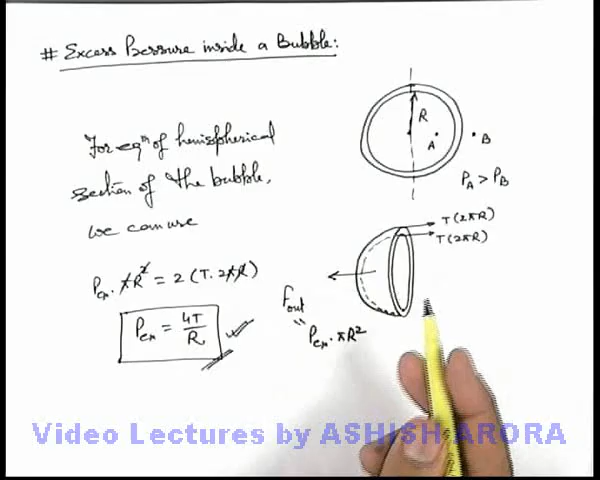 # Excess Pressure inside a Bubble:
R
A
B
For eqm of hemispherical
section of the bubble,
we can use
PA > PB
T(2πR)
T(2πR)
Pex. πR² = 2 (T. 2πR)
Fout
"
Pex. πR²
Pex = 4T/R
Video Lectures by ASHISH ARORA